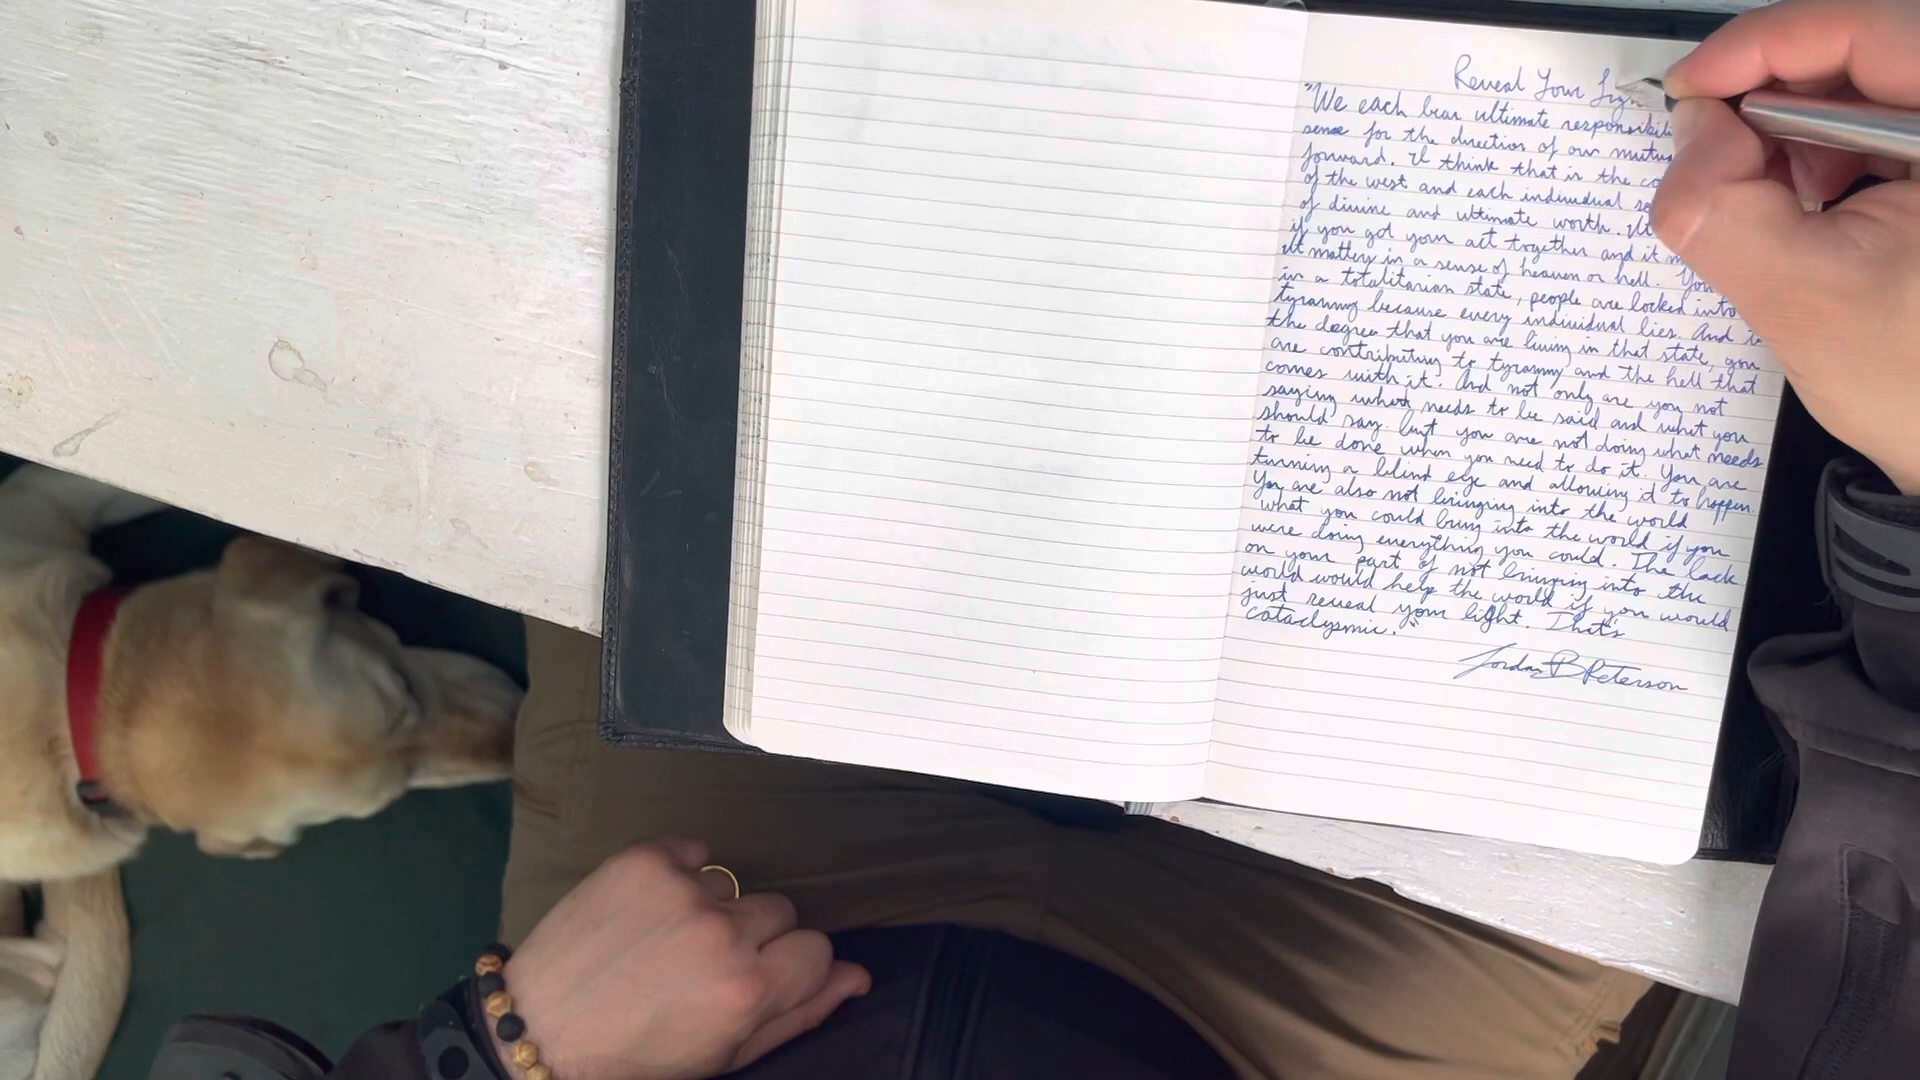 Reveal Your Lig
"We each bear ultimate responsibili
sense for the direction of our mutua
forward. I think that is the co
of the west and each individual so
of divine and ultimate worth. It
if you got your act together and it m
It matters in a sense of heaven or hell. You
in a totalitarian state, people are locked into
tyranny because every individual lies. And to
the degree that you are living in that state, you
are contributing to tyranny and the hell that
comes with it. And not only are you not
saying what needs to be said and what you
should say. but you are not doing what needs
to be done when you need to do it. You are
turning a blind eye and allowing it to happen.
You are also not bringing into the world
what you could bring into the world if you
were doing everything you could. The lack
on your part of not bringing into the
world would help the world if you would
just reveal your light. That's
cataclysmic."
Jordan B Peterson